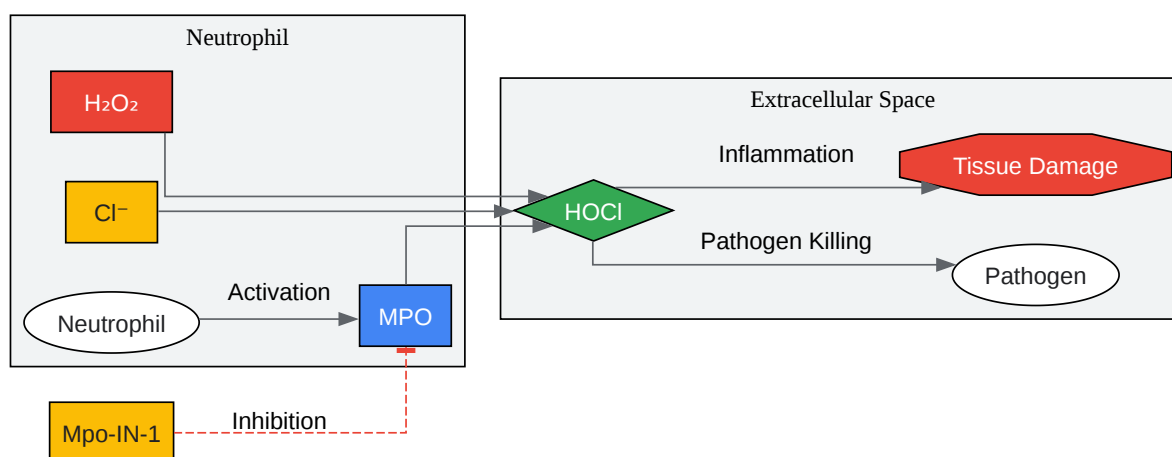 Neutrophil
H₂O₂
Cl⁻
Neutrophil
Activation
MPO
Mpo-IN-1
Inhibition
Extracellular Space
HOCl
Inflammation
Tissue Damage
Pathogen Killing
Pathogen